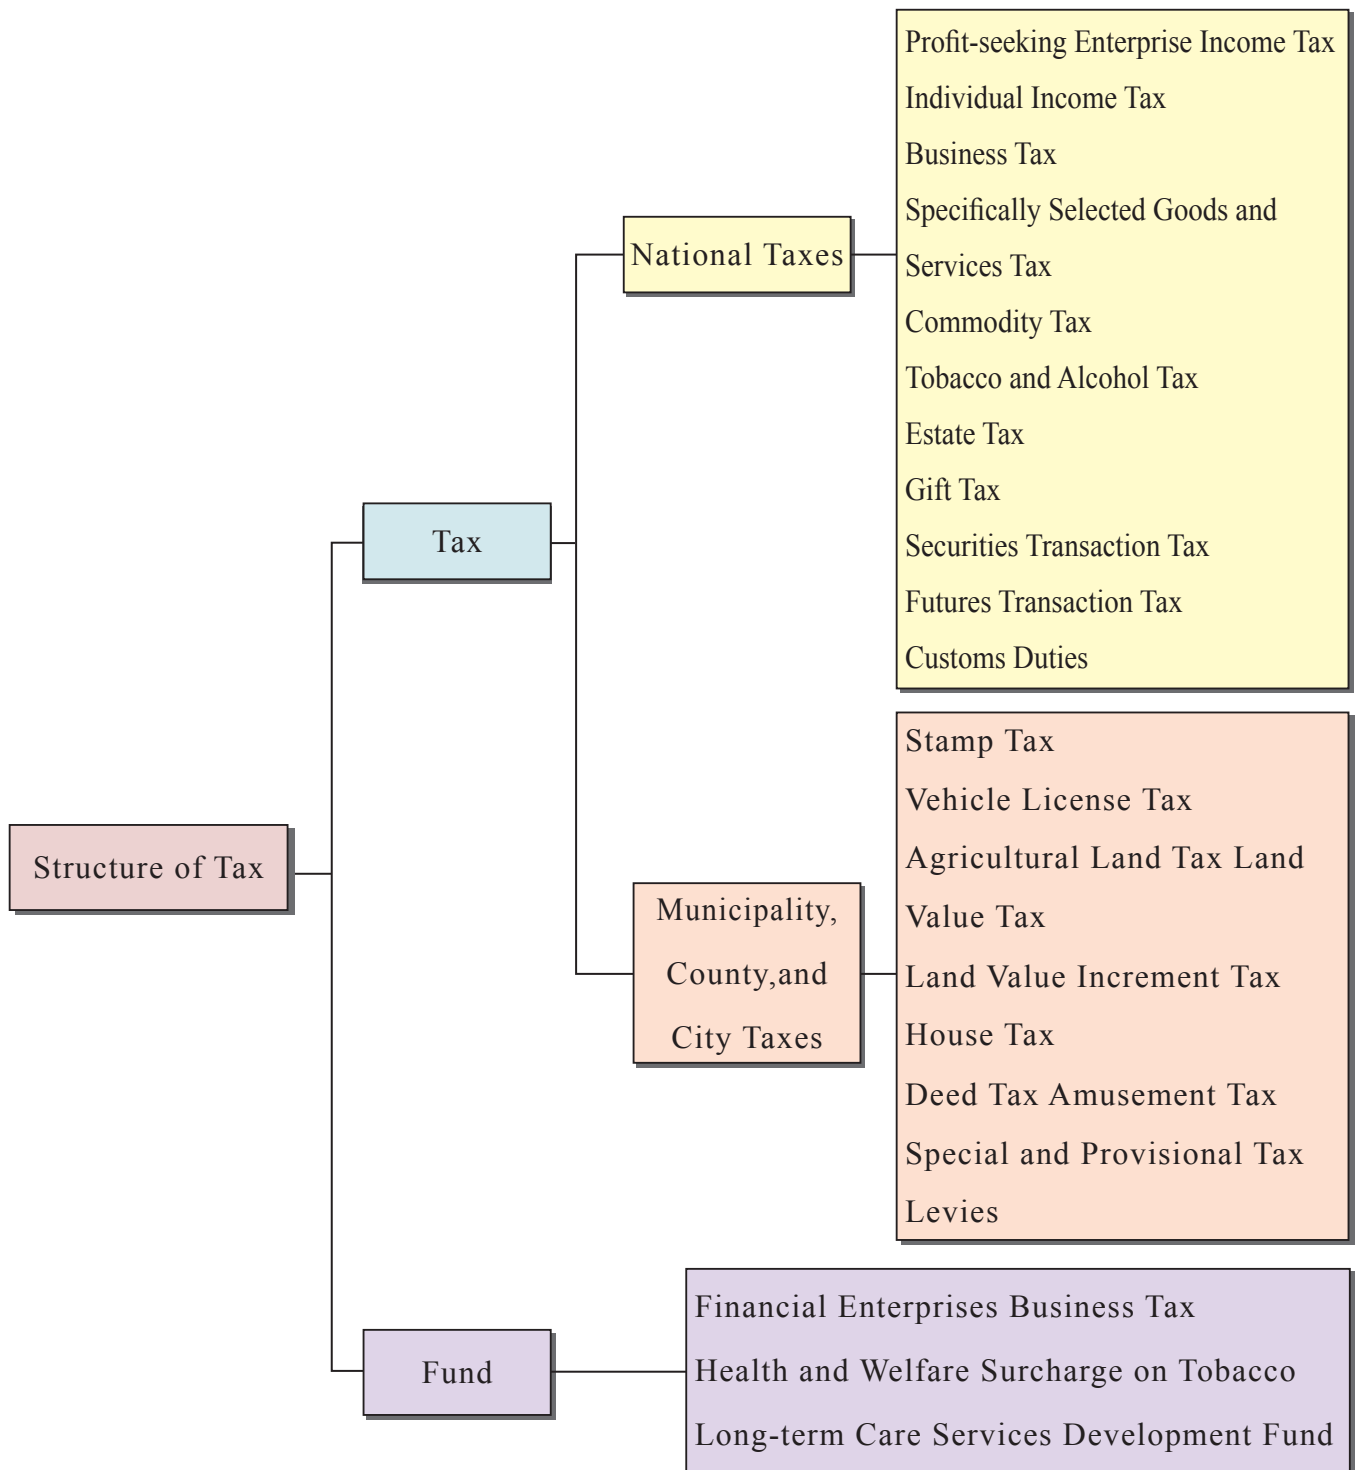 Structure of Tax
Tax
National Taxes
Profit-seeking Enterprise Income Tax
Individual Income Tax
Business Tax
Specifically Selected Goods and
Services Tax
Commodity Tax
Tobacco and Alcohol Tax
Estate Tax
Gift Tax
Securities Transaction Tax
Futures Transaction Tax
Customs Duties
Municipality,
County,and
City Taxes
Stamp Tax
Vehicle License Tax
Agricultural Land Tax Land
Value Tax
Land Value Increment Tax
House Tax
Deed Tax Amusement Tax
Special and Provisional Tax
Levies
Fund
Financial Enterprises Business Tax
Health and Welfare Surcharge on Tobacco
Long-term Care Services Development Fund